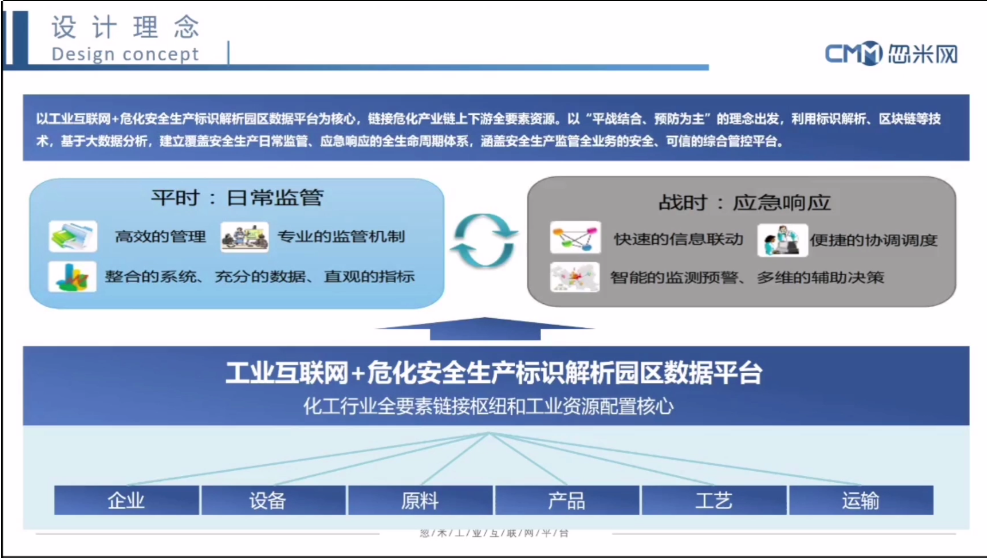 设计理念
Design concept
CMM忽米网
以工业互联网+危化安全生产标识解析园区数据平台为核心，链接危化产业链上下游全要素资源。以“平战结合、预防为主”的理念出发，利用标识解析、区块链等技
术，基于大数据分析，建立覆盖安全生产日常监管、应急响应的全生命周期体系，涵盖安全生产监管全业务的安全、可信的综合管控平台。
平时：日常监管
高效的管理 专业的监管机制
整合的系统、充分的数据、直观的指标
战时：应急响应
快速的信息联动 便捷的协调调度
智能的监测预警、多维的辅助决策
工业互联网+危化安全生产标识解析园区数据平台
化工行业全要素链接枢纽和工业资源配置核心
企业 设备 原料 产品 工艺 运输
忽/米/工/业/互/联/网/平/台